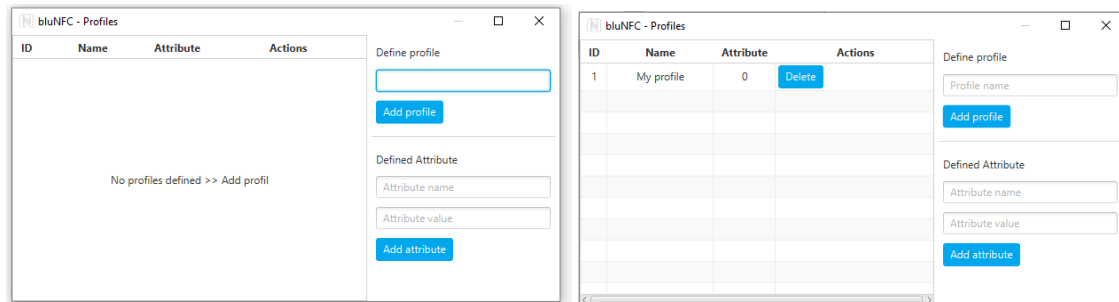 bluNFC - Profiles
ID Name Attribute Actions
No profiles defined >> Add profil
Define profile
Add profile
Defined Attribute
Attribute name
Attribute value
Add attribute
bluNFC - Profiles
ID Name Attribute Actions
1 My profile 0 Delete
Define profile
Profile name
Add profile
Defined Attribute
Attribute name
Attribute value
Add attribute